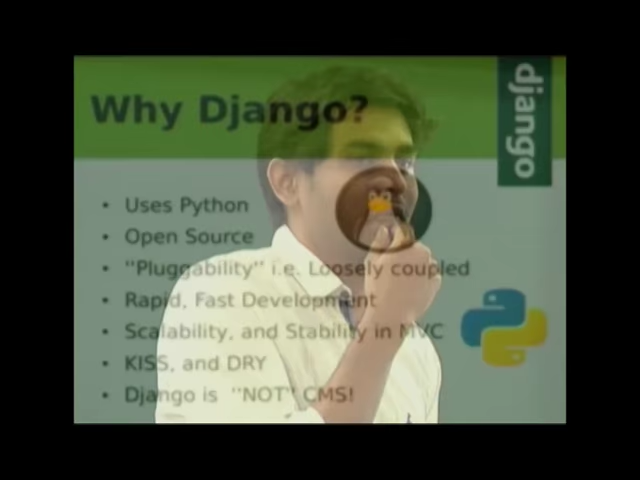 Why Django?
django
• Uses Python
• Open Source
• "Pluggability" i.e. Loosely coupled
• Rapid, Fast Development
• Scalability, and Stability in MVC
• KISS, and DRY
• Django is "NOT" CMS!